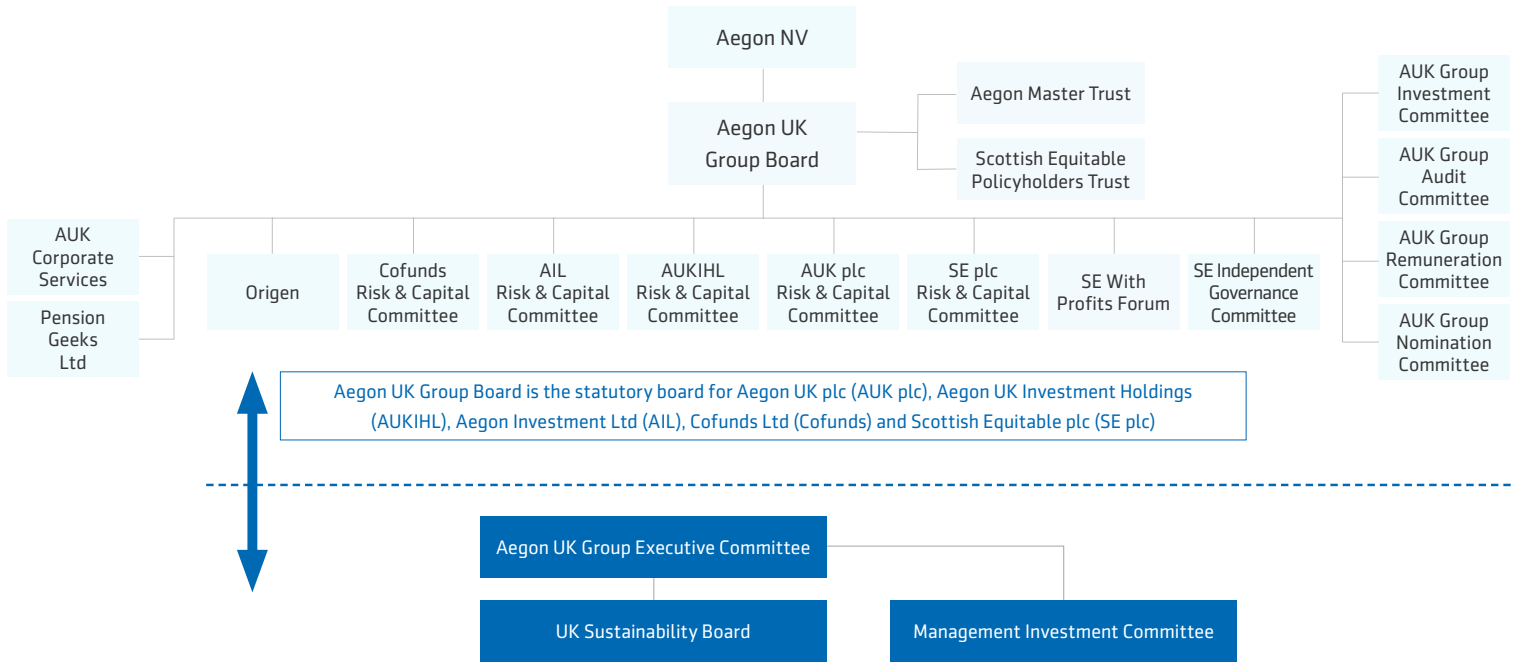 Aegon NV
Aegon UK
Group Board
Aegon Master Trust
Scottish Equitable
Policyholders Trust
AUK Group
Investment
Committee
AUK Group
Audit
Committee
AUK Group
Remuneration
Committee
AUK Group
Nomination
Committee
AUK
Corporate
Services
Pension
Geeks
Ltd
Origen
Cofunds
Risk & Capital
Committee
AIL
Risk & Capital
Committee
AUKIHL
Risk & Capital
Committee
AUK plc
Risk & Capital
Committee
SE plc
Risk & Capital
Committee
SE With
Profits Forum
SE Independent
Governance
Committee
Aegon UK Group Board is the statutory board for Aegon UK plc (AUK plc), Aegon UK Investment Holdings
(AUKIHL), Aegon Investment Ltd (AIL), Cofunds Ltd (Cofunds) and Scottish Equitable plc (SE plc)
Aegon UK Group Executive Committee
UK Sustainability Board
Management Investment Committee